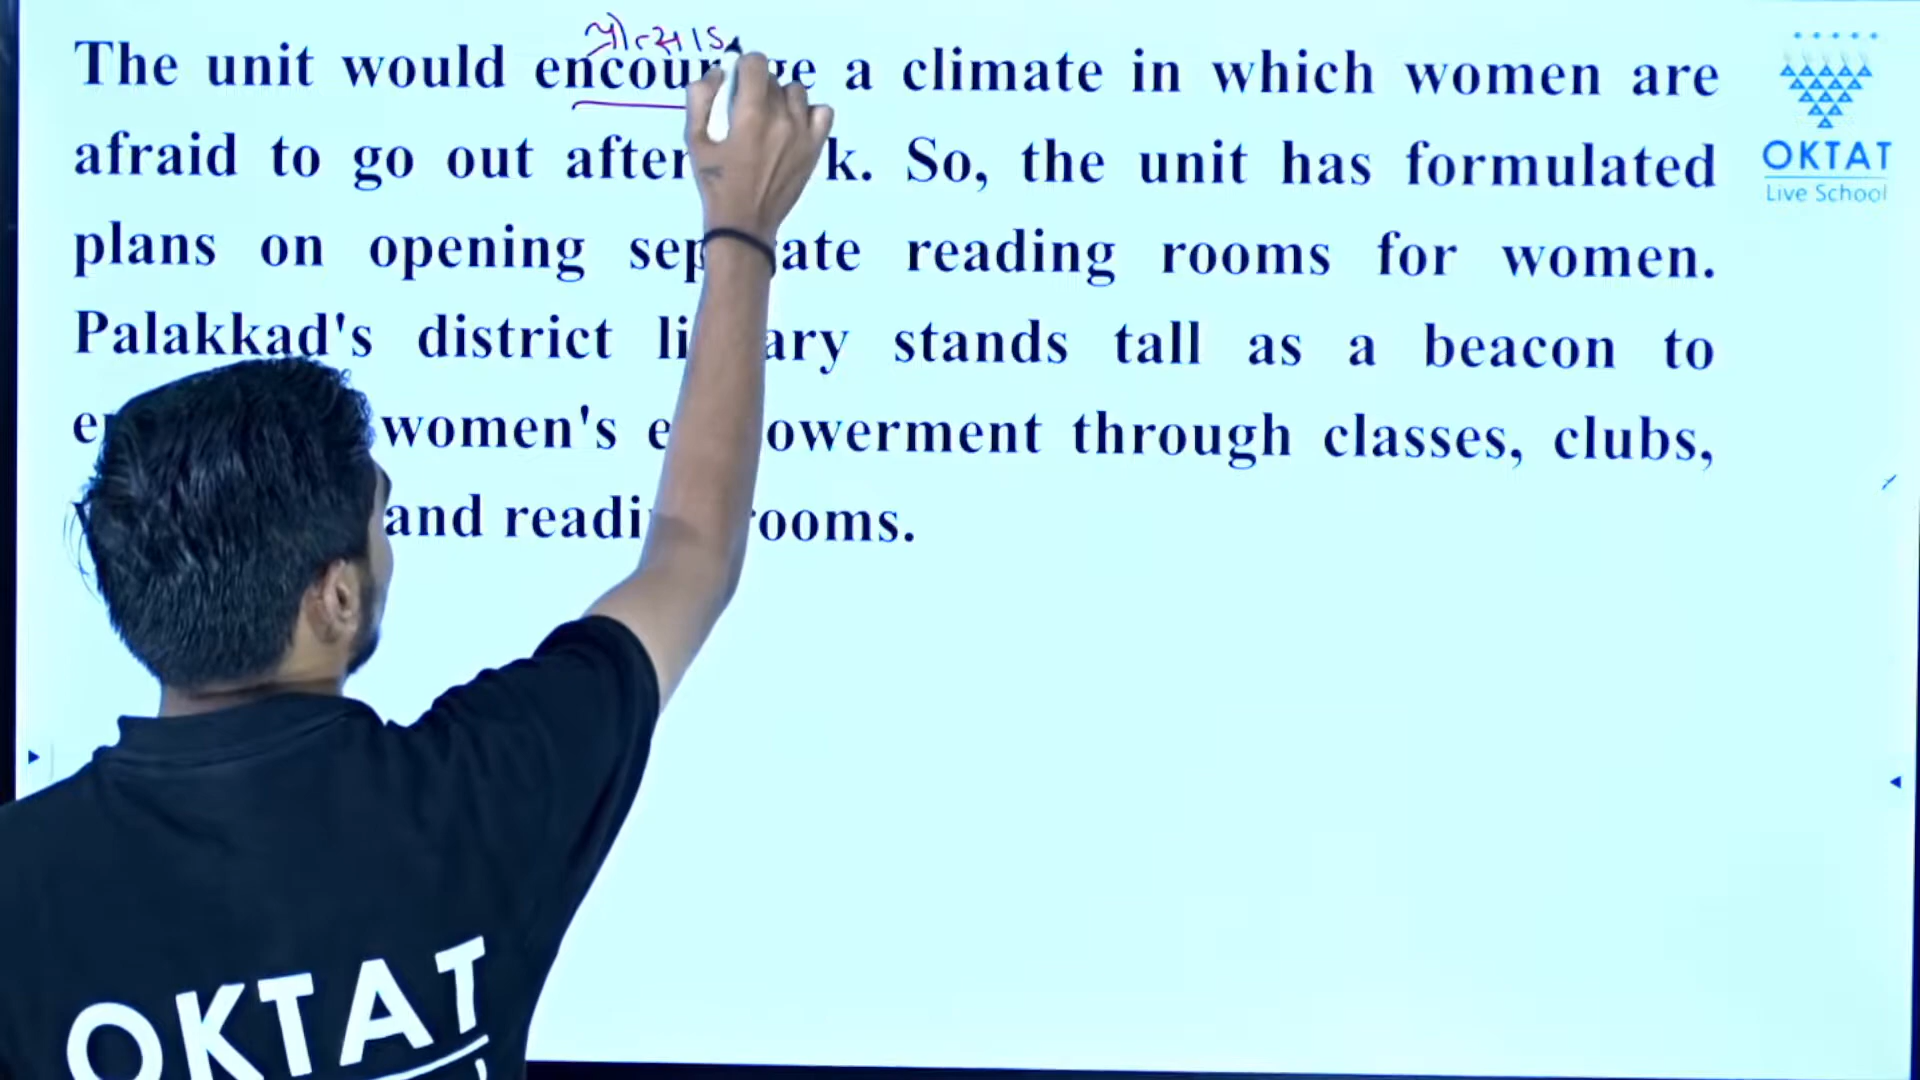 The unit would encourage a climate in which women are
afraid to go out after k. So, the unit has formulated
plans on opening separate reading rooms for women.
Palakkad's district library stands tall as a beacon to
women's empowerment through classes, clubs,
and reading rooms.
OKTAT
Live School
OKTAT